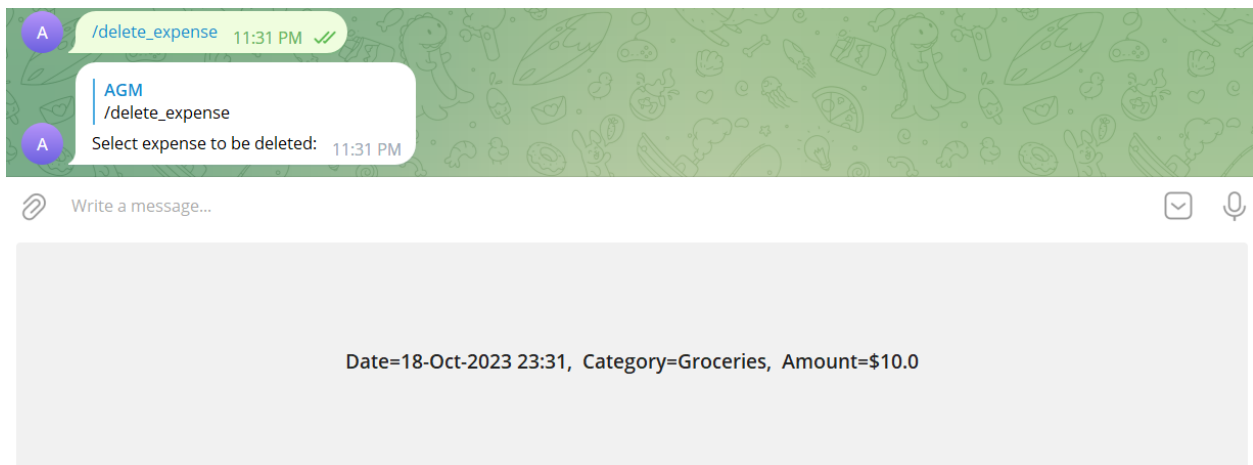 A
/delete_expense 11:31 PM
AGM
/delete_expense
A
Select expense to be deleted: 11:31 PM
Write a message...
Date=18-Oct-2023 23:31, Category=Groceries, Amount=$10.0